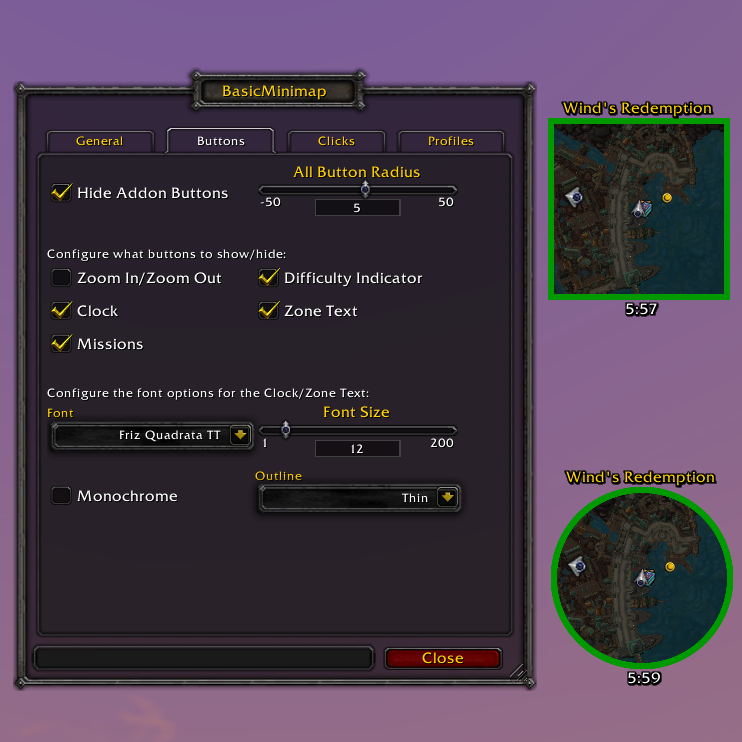 BasicMinimap
General
Buttons
Clicks
Profiles
Hide Addon Buttons
All Button Radius
-50
5
50
Configure what buttons to show/hide:
Zoom In/Zoom Out
Difficulty Indicator
Clock
Zone Text
Missions
Configure the font options for the Clock/Zone Text:
Font
Friz Quadrata TT
Font Size
1
12
200
Monochrome
Outline
Thin
Close
Wind's Redemption
5:57
Wind's Redemption
5:59